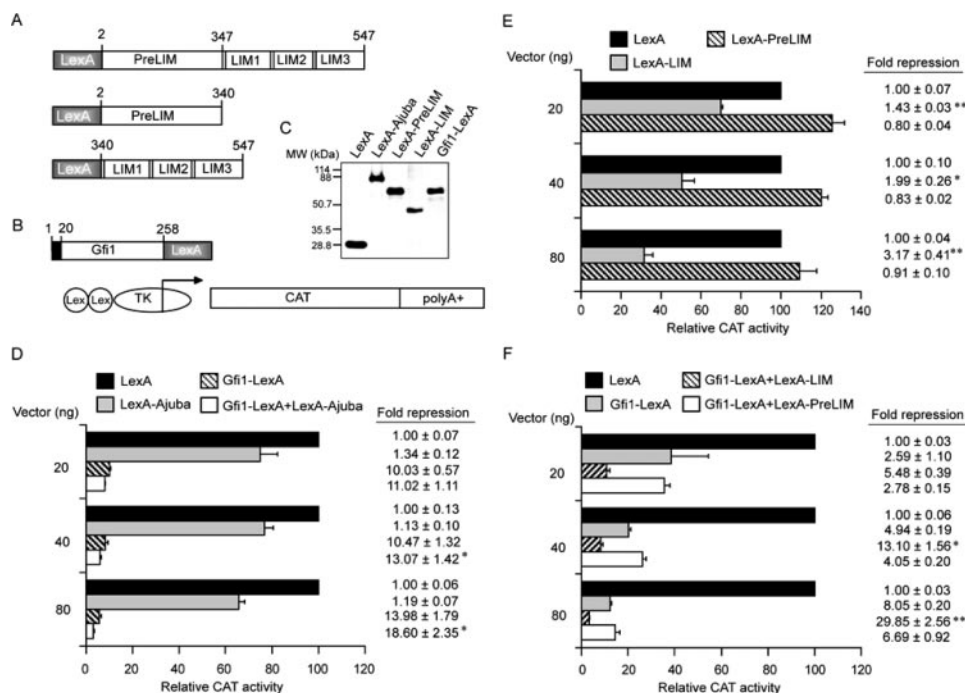 A
2 347 547
LexA PreLIM LIM1 LIM2 LIM3
2 340
LexA PreLIM
340 547
LexA LIM1 LIM2 LIM3
B
1 20 258
Gfi1 LexA
Lex Lex TK CAT polyA+
C
LexA LexA-Ajuba LexA-PreLIM LexA-LIM Gfi1-LexA
MW (kDa)
114
88
50.7
35.5
28.8
D
LexA Gfi1-LexA
LexA-Ajuba Gfi1-LexA+LexA-Ajuba
Vector (ng) Fold repression
1.00 ± 0.07
1.34 ± 0.12
20
10.03 ± 0.57
11.02 ± 1.11
1.00 ± 0.13
1.13 ± 0.10
40
10.47 ± 1.32
13.07 ± 1.42 *
1.00 ± 0.06
1.19 ± 0.07
80
13.98 ± 1.79
18.60 ± 2.35 *
0 20 40 60 80 100 120
Relative CAT activity
E
LexA LexA-PreLIM
LexA-LIM
Vector (ng) Fold repression
1.00 ± 0.07
20 1.43 ± 0.03 **
0.80 ± 0.04
1.00 ± 0.10
40 1.99 ± 0.26 *
0.83 ± 0.02
1.00 ± 0.04
80 3.17 ± 0.41 **
0.91 ± 0.10
0 20 40 60 80 100 120 140
Relative CAT activity
F
LexA Gfi1-LexA+LexA-LIM
Gfi1-LexA Gfi1-LexA+LexA-PreLIM
Vector (ng) Fold repression
1.00 ± 0.03
2.59 ± 1.10
20
5.48 ± 0.39
2.78 ± 0.15
1.00 ± 0.06
4.94 ± 0.19
40
13.10 ± 1.56 *
4.05 ± 0.20
1.00 ± 0.03
8.05 ± 0.20
80
29.85 ± 2.56 **
6.69 ± 0.92
0 20 40 60 80 100 120
Relative CAT activity